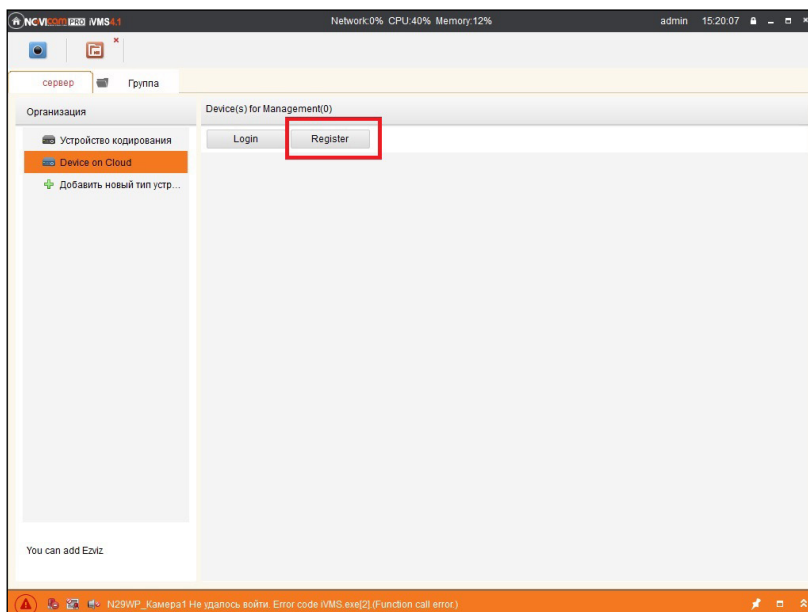 NOVIcam PRO iVMS4.1 Network:0% CPU:40% Memory:12% admin 15:20:07
сервер Группа
Организация Device(s) for Management(0)
Устройство кодирования Login Register
Device on Cloud
Добавить новый тип устр...
You can add Ezviz
N29WP_Камера1 Не удалось войти. Error code iVMS.exe[2].(Function call error.)